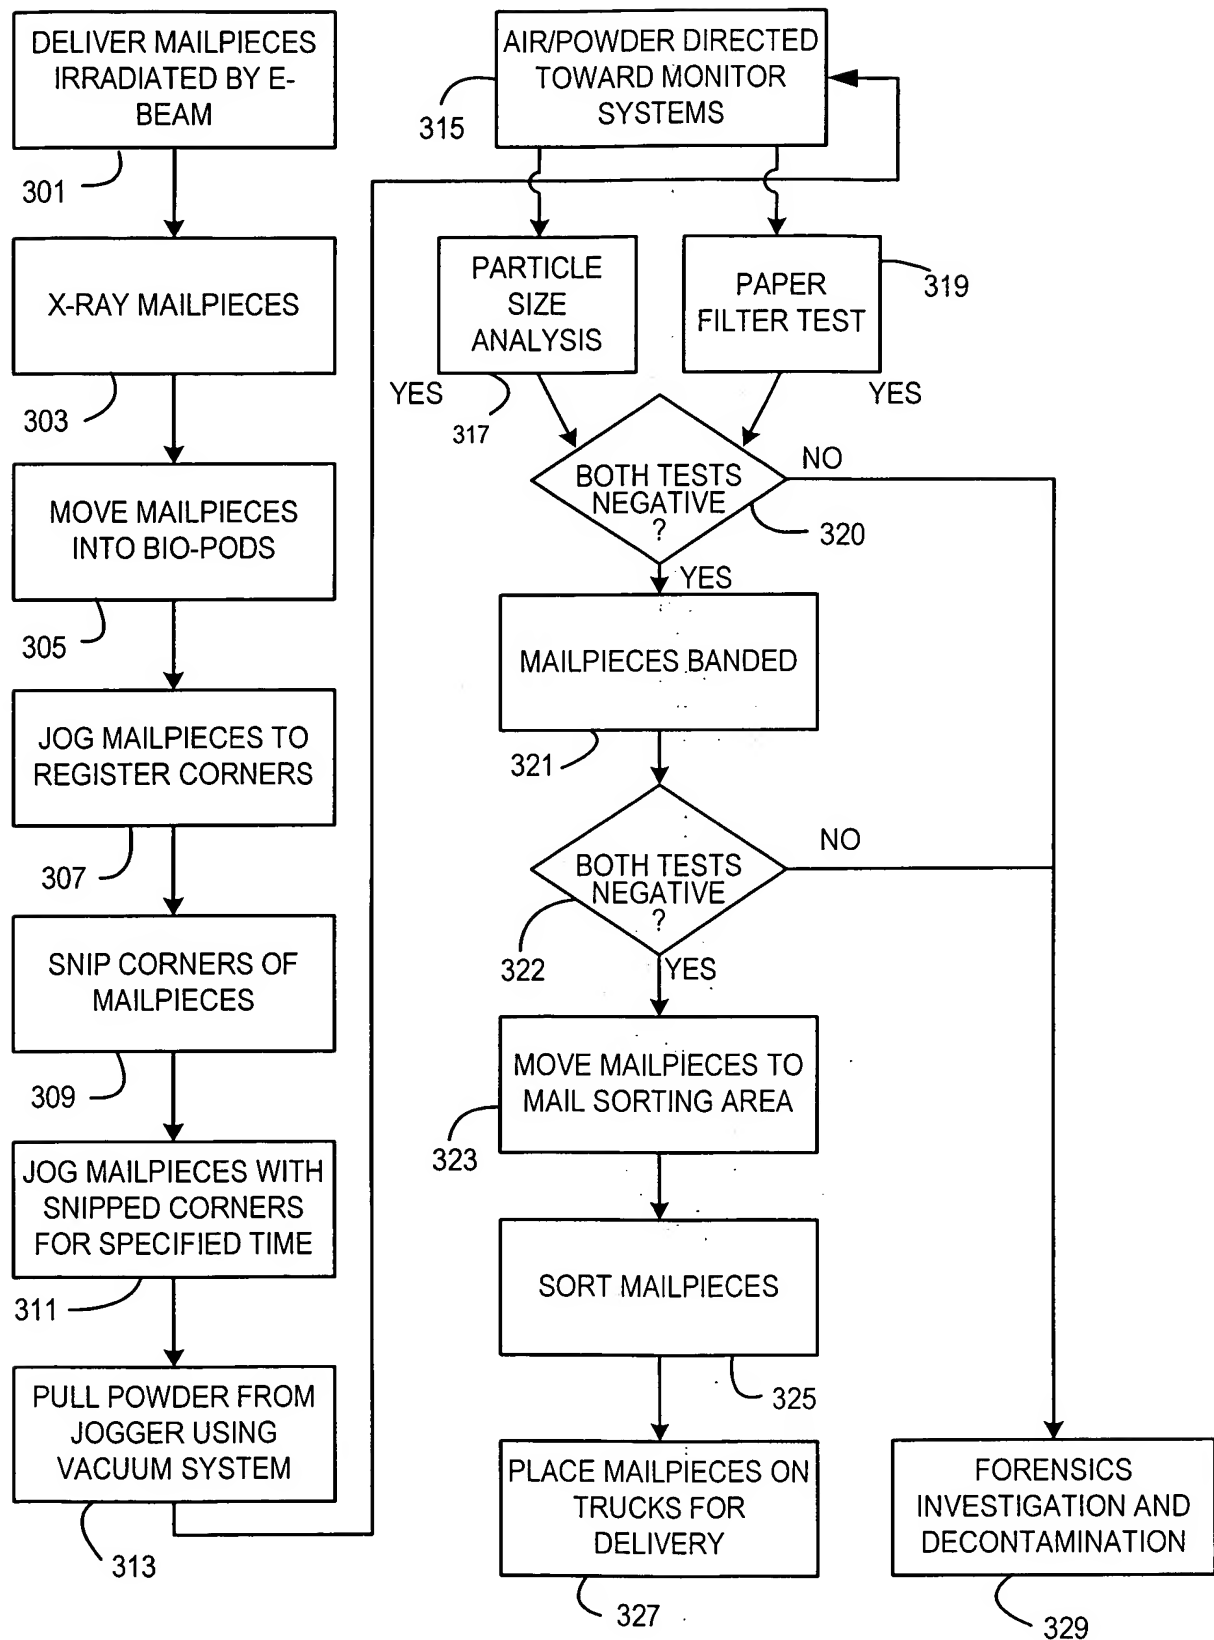 DELIVER MAILPIECES
IRRADIATED BY E-
BEAM
301
X-RAY MAILPIECES
303
MOVE MAILPIECES
INTO BIO-PODS
305
JOG MAILPIECES TO
REGISTER CORNERS
307
SNIP CORNERS OF
MAILPIECES
309
JOG MAILPIECES WITH
SNIPPED CORNERS
FOR SPECIFIED TIME
311
PULL POWDER FROM
JOGGER USING
VACUUM SYSTEM
313
AIR/POWDER DIRECTED
TOWARD MONITOR
SYSTEMS
315
PARTICLE
SIZE
ANALYSIS
YES
317
PAPER
FILTER TEST
319
YES
BOTH TESTS
NEGATIVE
?
NO
320
YES
MAILPIECES BANDED
321
BOTH TESTS
NEGATIVE
?
NO
322
YES
MOVE MAILPIECES TO
MAIL SORTING AREA
323
SORT MAILPIECES
325
PLACE MAILPIECES ON
TRUCKS FOR
DELIVERY
327
FORENSICS
INVESTIGATION AND
DECONTAMINATION
329